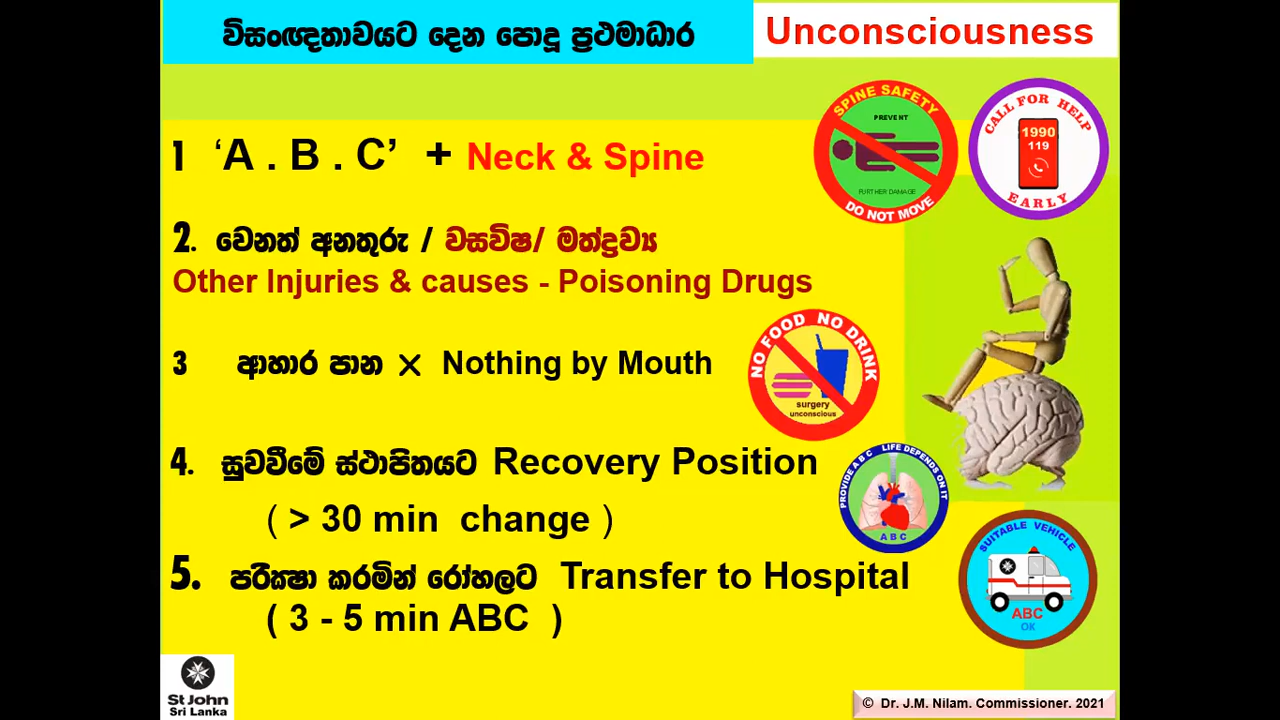 විසංඥතාවයට දෙන පොදු ප්‍රථමාධාර
Unconsciousness
SPINE SAFETY
PREVENT
FURTHER DAMAGE
DO NOT MOVE
CALL FOR HELP
1990
119
EARLY
1 ‘A . B . C’ + Neck & Spine
2. වෙනත් අනතුරු / වසවිෂ/ මත්ද්‍රව්‍ය
Other Injuries & causes - Poisoning Drugs
3 ආහාර පාන × Nothing by Mouth
NO FOOD NO DRINK
surgery
unconscious
4. සුවවීමේ ස්ථාපිතයට Recovery Position
( > 30 min change )
PROVIDE A B C LIFE DEPENDS ON IT
A B C
5. පරීක්ෂා කරමින් රෝහලට Transfer to Hospital
( 3 - 5 min ABC )
SUITABLE VEHICLE
ABC
OK
St John
Sri Lanka
© Dr. J.M. Nilam. Commissioner. 2021